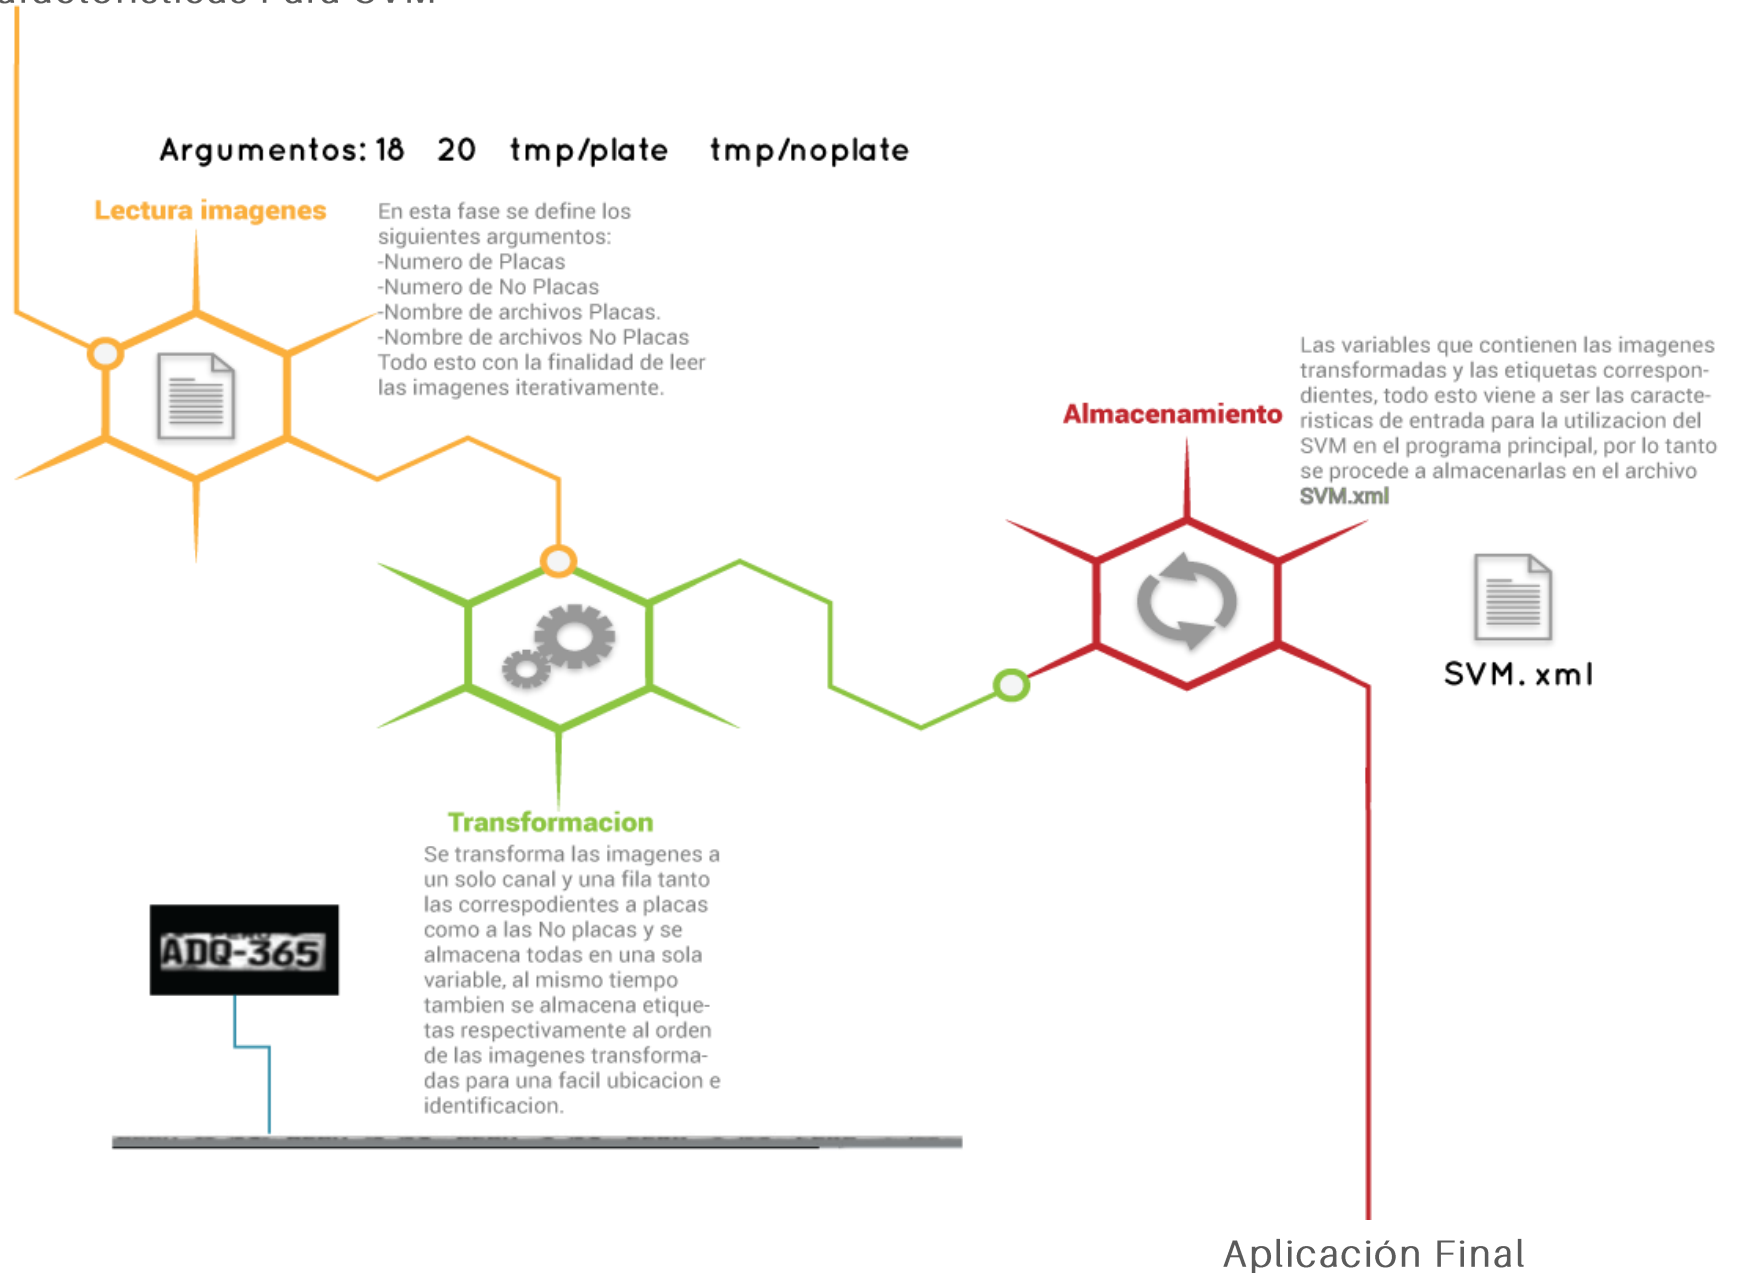 Para SVM
Argumentos: 18 20 tmp/plate tmp/noplate
Lectura imagenes
En esta fase se define los
siguientes argumentos:
-Numero de Placas
-Numero de No Placas
-Nombre de archivos Placas.
-Nombre de archivos No Placas
Todo esto con la finalidad de leer
las imagenes iterativamente.
Almacenamiento
Las variables que contienen las imagenes
transformadas y las etiquetas correspon-
dientes, todo esto viene a ser las caracte-
risticas de entrada para la utilizacion del
SVM en el programa principal, por lo tanto
se procede a almacenarlas en el archivo
SVM.xml
SVM. xml
Transformacion
Se transforma las imagenes a
un solo canal y una fila tanto
las correspodientes a placas
como a las No placas y se
almacena todas en una sola
variable, al mismo tiempo
tambien se almacena etique-
tas respectivamente al orden
de las imagenes transforma-
das para una facil ubicacion e
identificacion.
ADQ-365
Aplicación Final